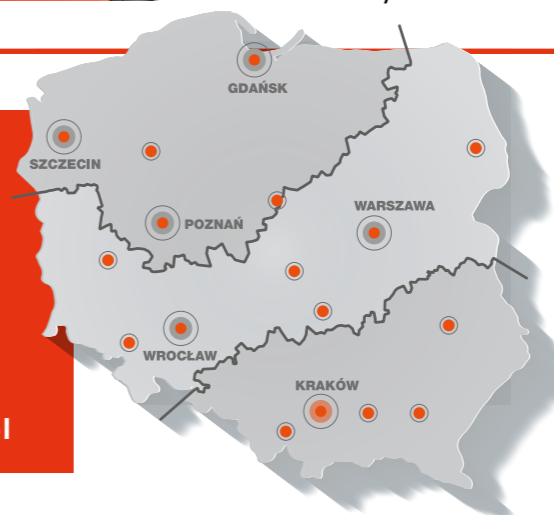 GDAŃSK
SZCZECIN
WARSZAWA
POZNAŃ
WROCŁAW
KRAKÓW